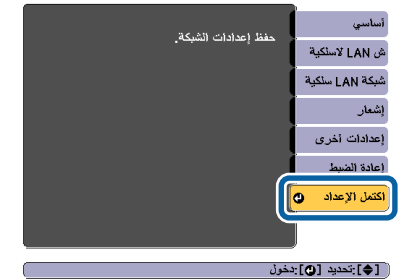 أساسي
ش LAN لاسلكية
شبكة LAN سلكية
إشعار
إعدادات أخرى
إعادة الضبط
اكتمل الإعداد
حفظ إعدادات الشبكة.
[◆]:تحديد [⏎]:دخول